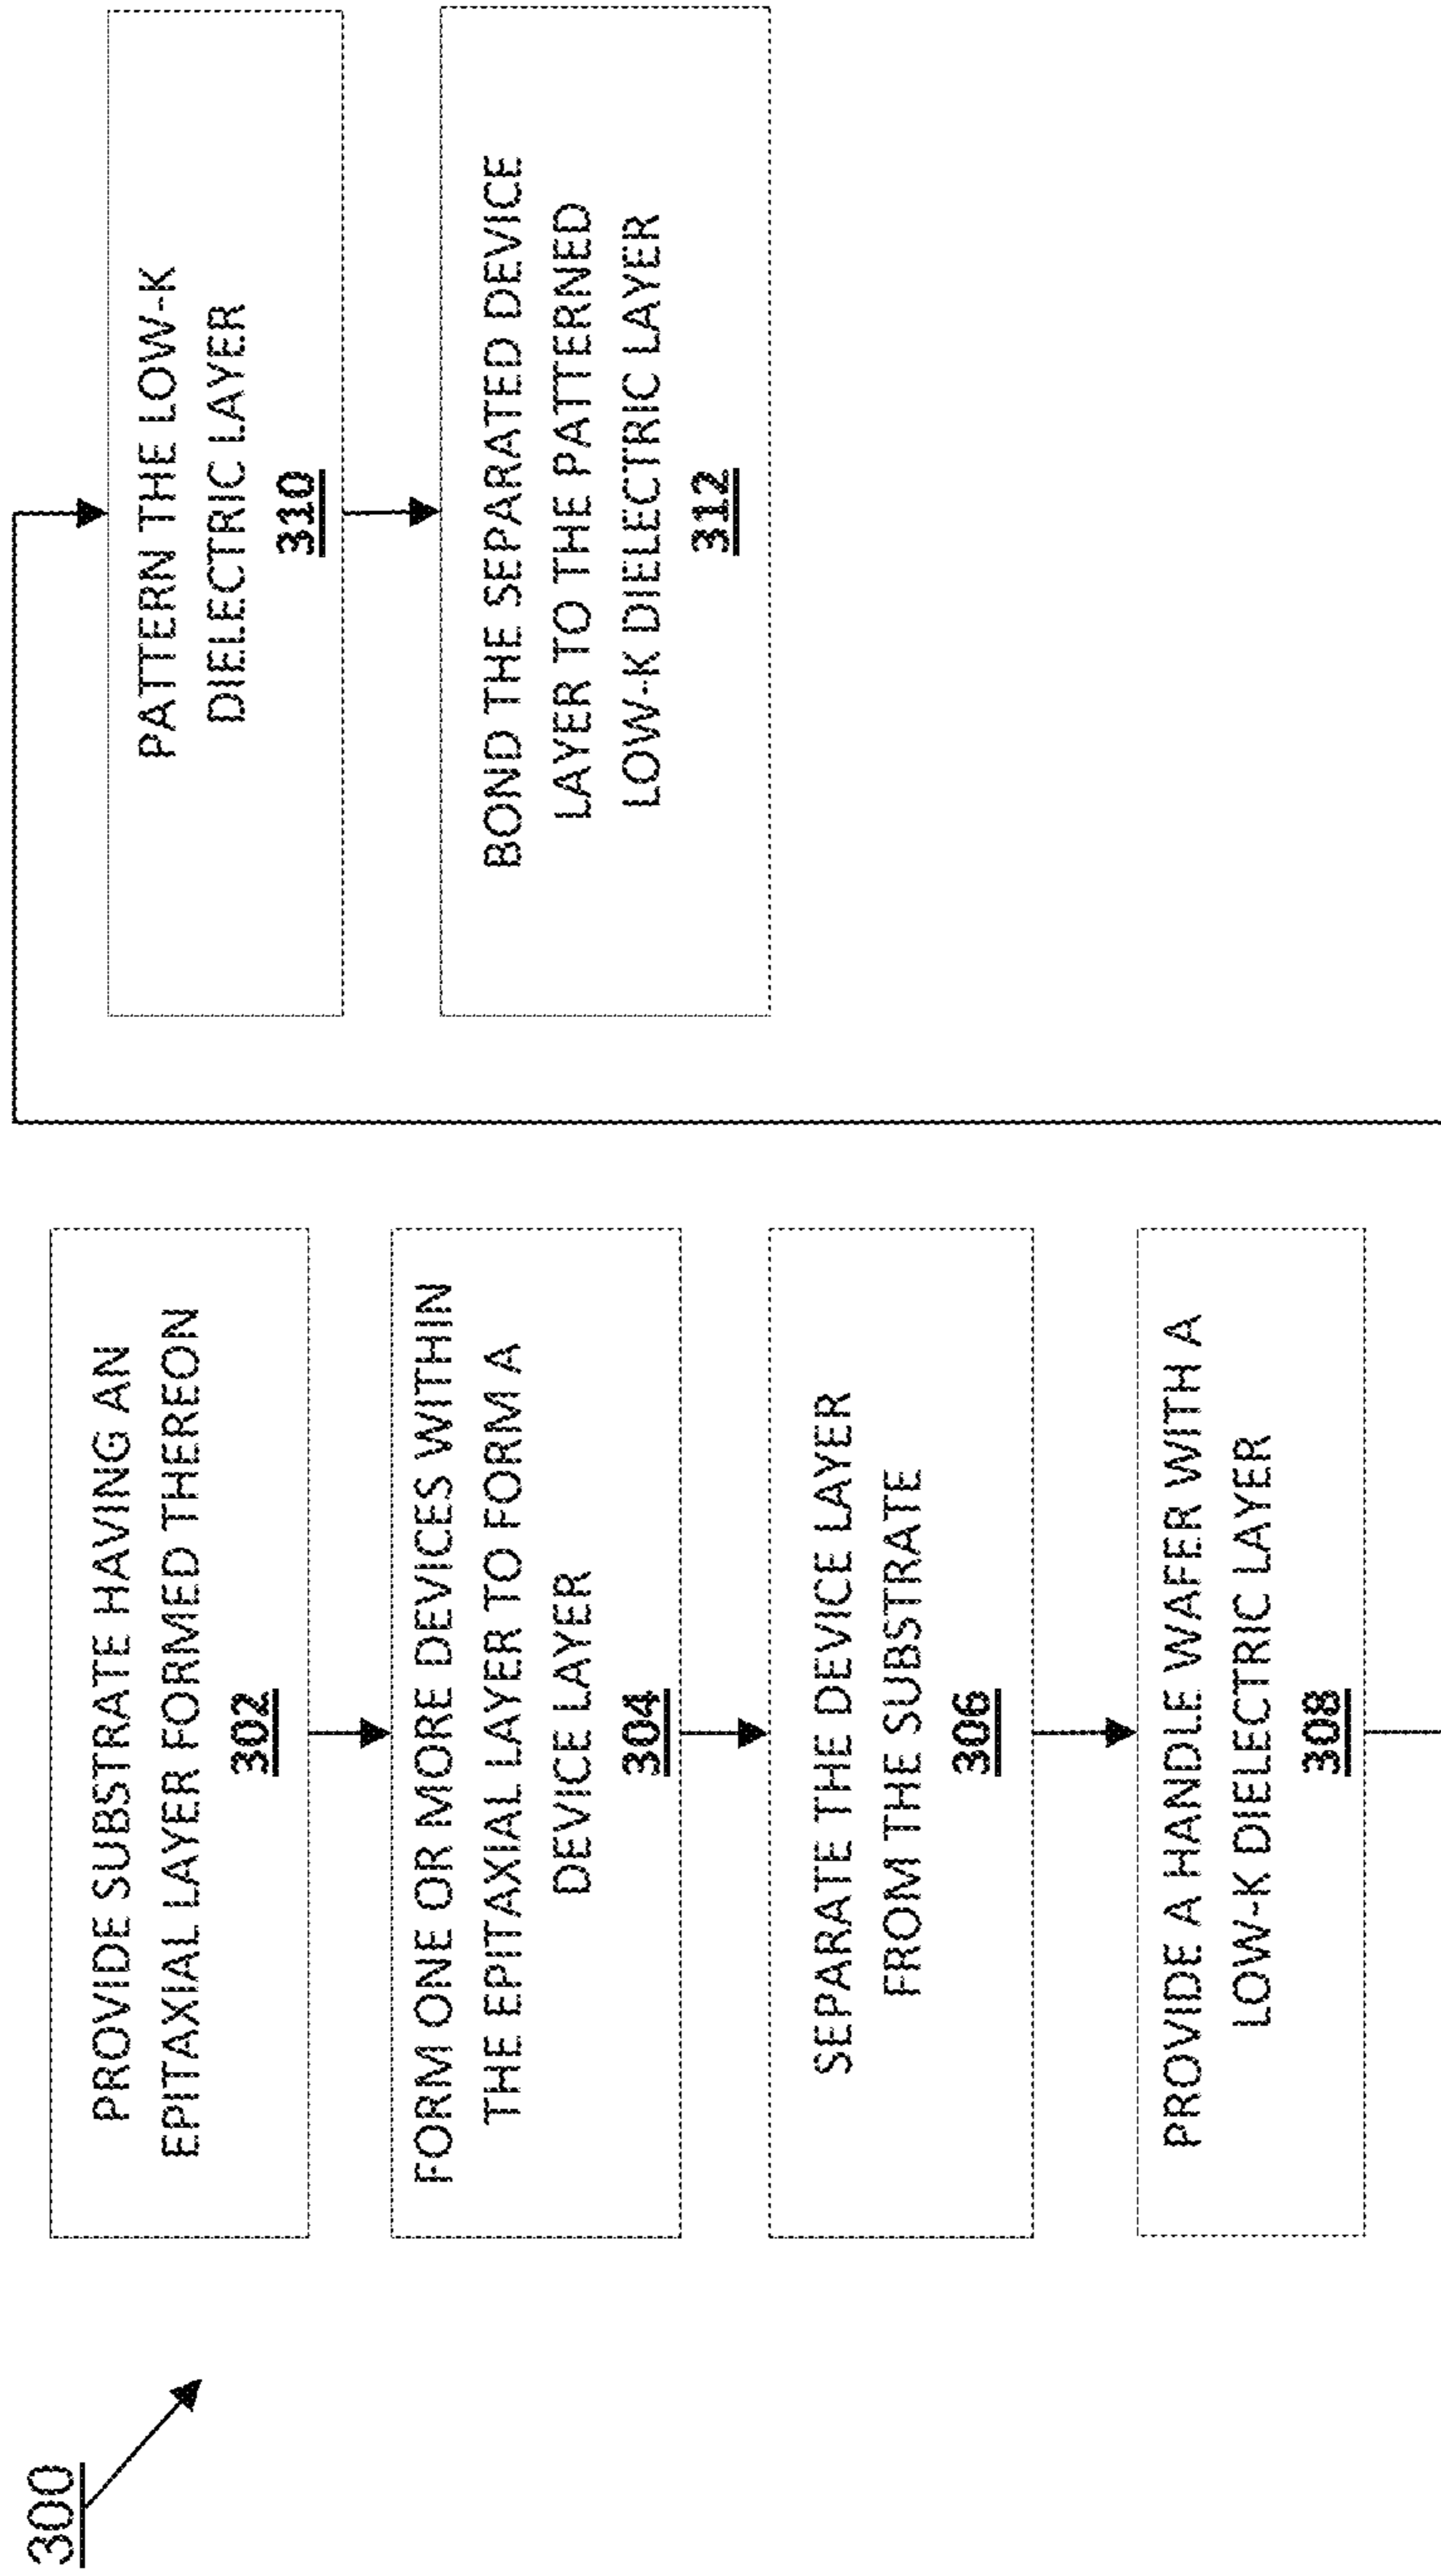 300
PROVIDE SUBSTRATE HAVING AN
EPITAXIAL LAYER FORMED THEREON
302
FORM ONE OR MORE DEVICES WITHIN
THE EPITAXIAL LAYER TO FORM A
DEVICE LAYER
304
SEPARATE THE DEVICE LAYER
FROM THE SUBSTRATE
306
PROVIDE A HANDLE WAFER WITH A
LOW-K DIELECTRIC LAYER
308
PATTERN THE LOW-K
DIELECTRIC LAYER
310
BOND THE SEPARATED DEVICE
LAYER TO THE PATTERNED
LOW-K DIELECTRIC LAYER
312